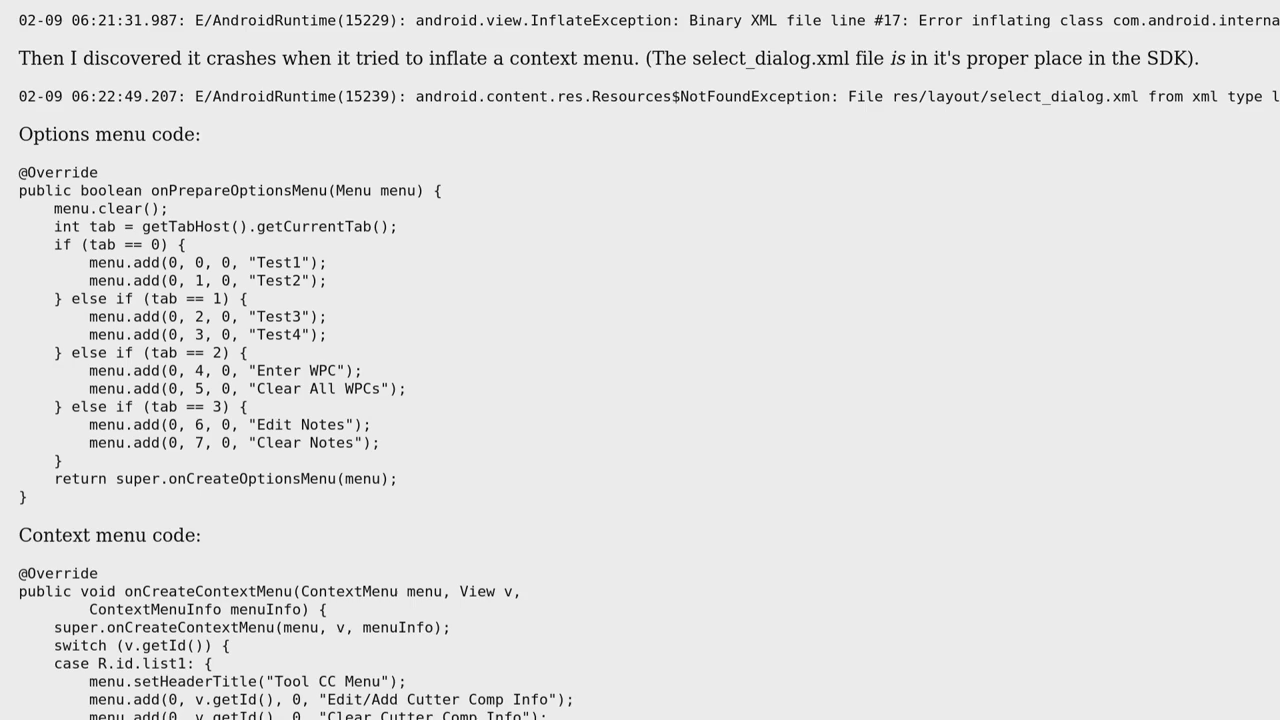 02-09 06:21:31.987: E/AndroidRuntime(15229): android.view.InflateException: Binary XML file line #17: Error inflating class com.android.interna
Then I discovered it crashes when it tried to inflate a context menu. (The select_dialog.xml file is in it's proper place in the SDK).
02-09 06:22:49.207: E/AndroidRuntime(15239): android.content.res.Resources$NotFoundException: File res/layout/select_dialog.xml from xml type l
Options menu code:
@Override
public boolean onPrepareOptionsMenu(Menu menu) {
    menu.clear();
    int tab = getTabHost().getCurrentTab();
    if (tab == 0) {
        menu.add(0, 0, 0, "Test1");
        menu.add(0, 1, 0, "Test2");
    } else if (tab == 1) {
        menu.add(0, 2, 0, "Test3");
        menu.add(0, 3, 0, "Test4");
    } else if (tab == 2) {
        menu.add(0, 4, 0, "Enter WPC");
        menu.add(0, 5, 0, "Clear All WPCs");
    } else if (tab == 3) {
        menu.add(0, 6, 0, "Edit Notes");
        menu.add(0, 7, 0, "Clear Notes");
    }
    return super.onCreateOptionsMenu(menu);
}
Context menu code:
@Override
public void onCreateContextMenu(ContextMenu menu, View v,
        ContextMenuInfo menuInfo) {
    super.onCreateContextMenu(menu, v, menuInfo);
    switch (v.getId()) {
    case R.id.list1: {
        menu.setHeaderTitle("Tool CC Menu");
        menu.add(0, v.getId(), 0, "Edit/Add Cutter Comp Info");
        menu.add(0, v.getId(), 0, "Clear Cutter Comp Info");